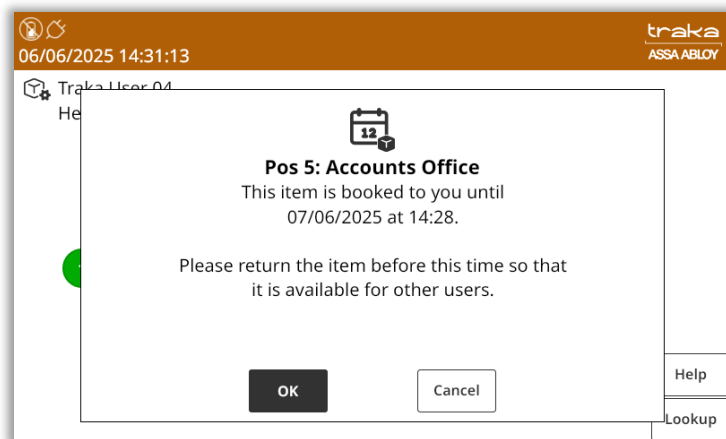 06/06/2025 14:31:13
traka
ASSA ABLOY
Traka User 04
He
12
Pos 5: Accounts Office
This item is booked to you until
07/06/2025 at 14:28.
Please return the item before this time so that
it is available for other users.
OK
Cancel
Help
Lookup